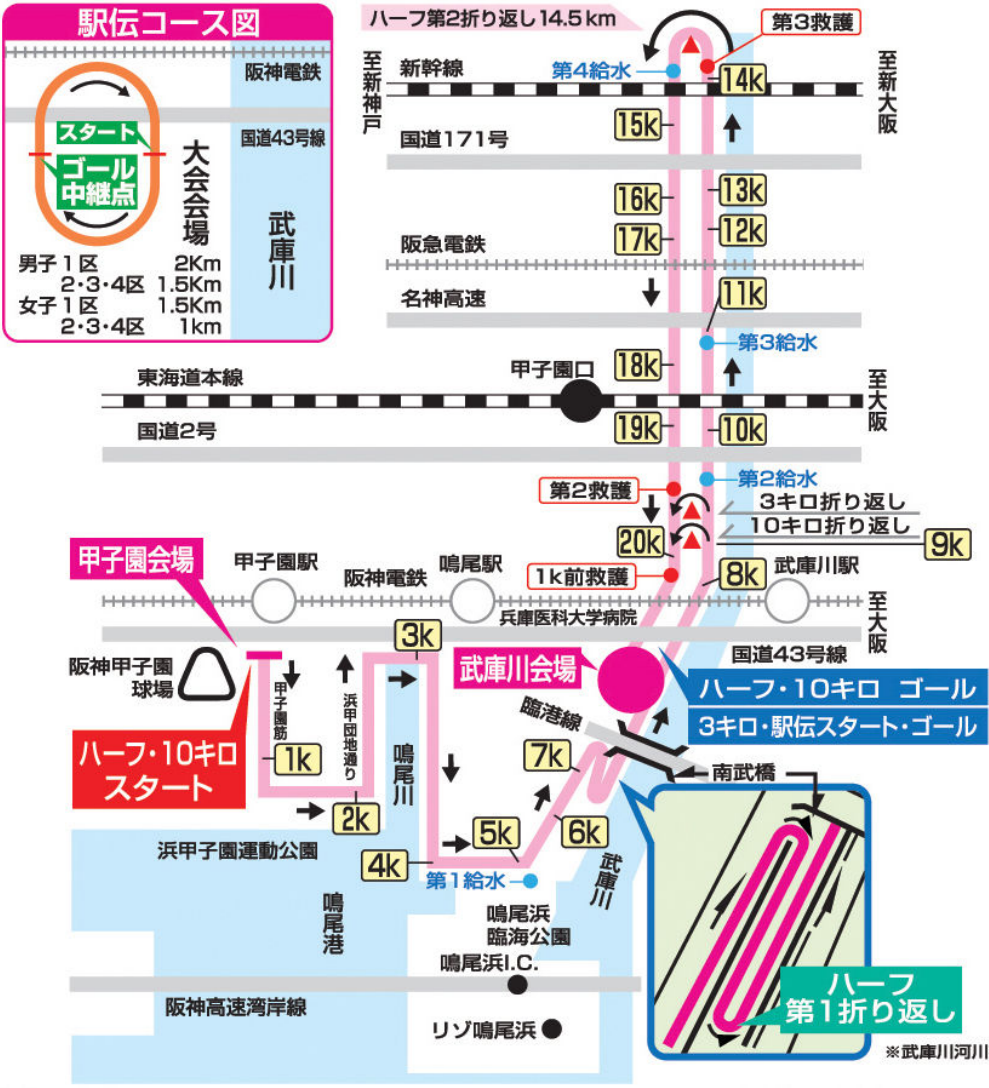 駅伝コース図
阪神電鉄
国道43号線
スタート
ゴール
中継点
大会会場
武庫川
男子1区 2Km
2・3・4区 1.5Km
女子1区 1.5Km
2・3・4区 1km
ハーフ第2折り返し14.5km
第3救護
至新神戸
新幹線
第4給水
14k
至新大阪
15k
国道171号
16k
13k
17k
12k
阪急電鉄
11k
名神高速
第3給水
18k
甲子園口
東海道本線
至大阪
国道2号
19k
10k
第2給水
第2救護
3キロ折り返し
10キロ折り返し
20k
9k
1k前救護
8k
甲子園会場
甲子園駅
阪神電鉄
鳴尾駅
武庫川駅
兵庫医科大学病院
至大阪
3k
国道43号線
阪神甲子園
球場
武庫川会場
ハーフ・10キロ ゴール
3キロ・駅伝スタート・ゴール
甲子園筋
浜甲団地通り
臨港線
ハーフ・10キロ
スタート
1k
鳴尾川
7k
南武橋
2k
5k
6k
浜甲子園運動公園
4k
第1給水
武庫川
鳴尾港
鳴尾浜
臨海公園
鳴尾浜I.C.
阪神高速湾岸線
リゾ鳴尾浜
ハーフ
第1折り返し
※武庫川河川